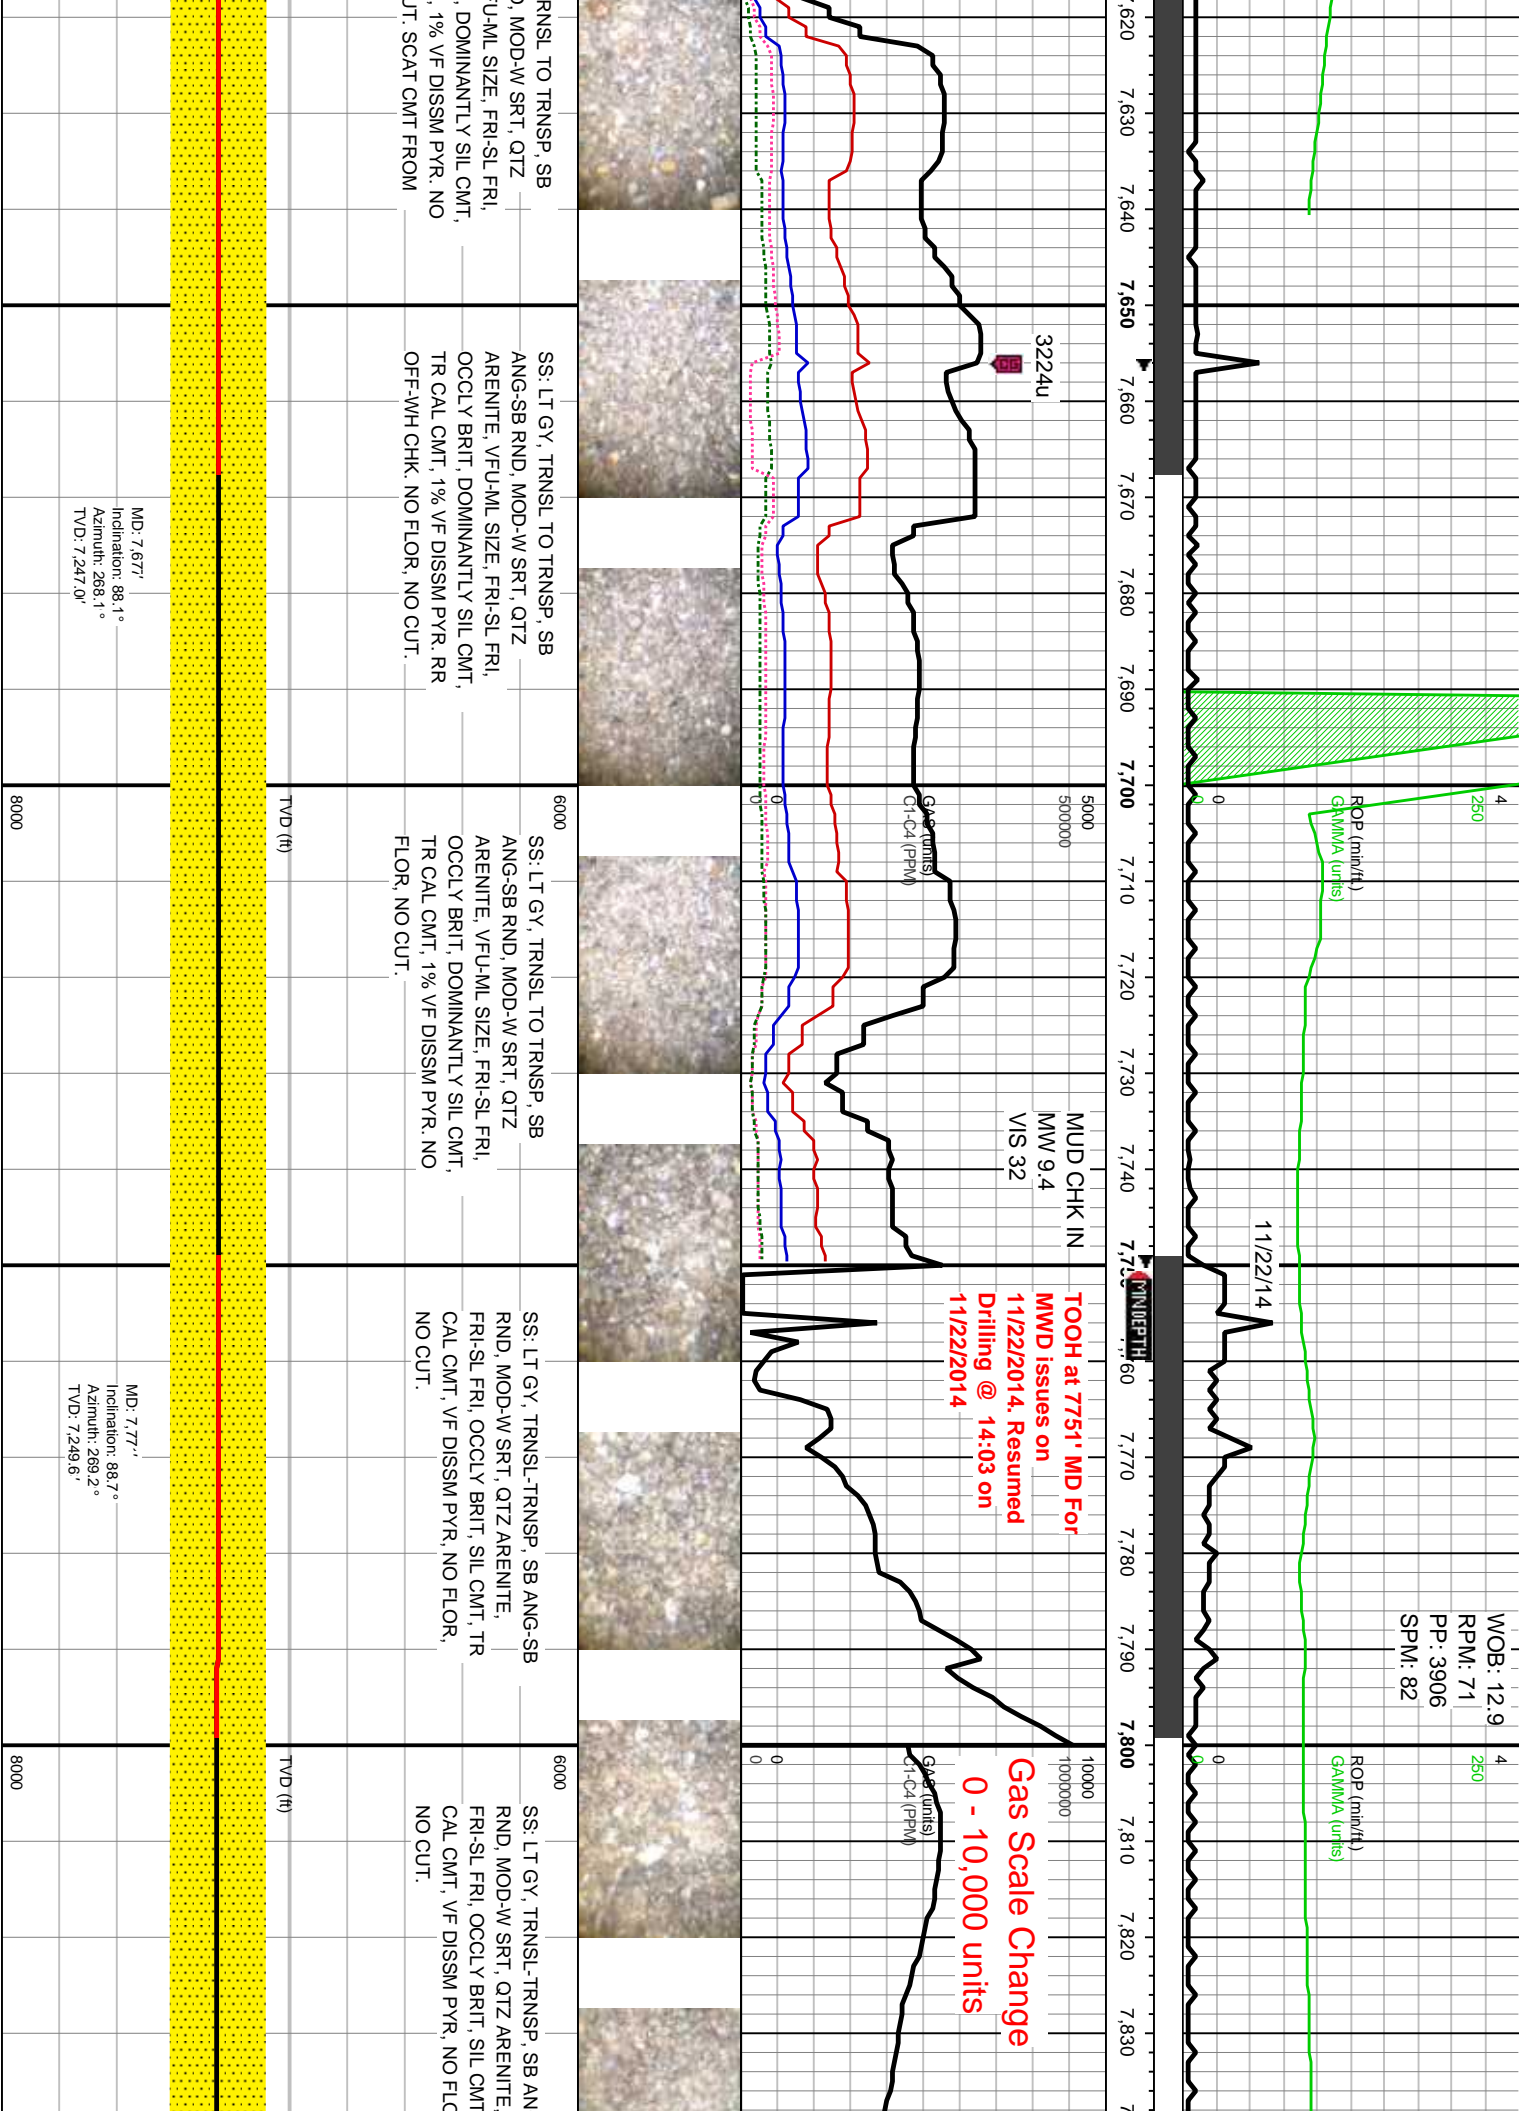 WOB: 12.9
RPM: 71
PP: 3906
SPM: 82
11/22/14
4
250
ROP (min/ft.)
GAMMA (units)
0
0
4
250
ROP (min/ft.)
GAMMA (units)
0
0
7,620
7,630
7,640
7,650
7,660
7,670
7,680
7,690
7,700
7,710
7,720
7,730
7,740
7,770
7,780
7,790
7,800
7,810
7,820
7,830
3224u
CG
5000
500000
GAS (units)
C1-C4 (PPM)
0
0
MUD CHK IN
MW 9.4
VIS 32
TOOH at 7751' MD For
MWD issues on
11/22/2014. Resumed
Drilling @ 14:03 on
11/22/2014
10000
1000000
GAS (units)
C1-C4 (PPM)
0
0
Gas Scale Change
0 - 10,000 units
RNSL TO TRNSP, SB
, MOD-W SRT, QTZ
FU-ML SIZE, FRI-SL FRI,
, DOMINANTLY SIL CMT,
, 1% VF DISSM PYR. NO
UT. SCAT CMT FROM
SS: LT GY, TRNSL TO TRNSP, SB
ANG-SB RND, MOD-W SRT, QTZ
ARENITE, VFU-ML SIZE, FRI-SL FRI,
OCCLY BRIT, DOMINANTLY SIL CMT,
TR CAL CMT, 1% VF DISSM PYR. RR
OFF-WH CHK. NO FLOR, NO CUT.
SS: LT GY, TRNSL TO TRNSP, SB
ANG-SB RND, MOD-W SRT, QTZ
ARENITE, VFU-ML SIZE, FRI-SL FRI,
OCCLY BRIT, DOMINANTLY SIL CMT,
TR CAL CMT, 1% VF DISSM PYR. NO
FLOR, NO CUT.
SS: LT GY, TRNSL-TRNSP, SB ANG-SB
RND, MOD-W SRT, QTZ ARENITE,
FRI-SL FRI, OCCLY BRIT, SIL CMT, TR
CAL CMT, VF DISSM PYR, NO FLOR,
NO CUT.
SS: LT GY, TRNSL-TRNSP, SB AN
RND, MOD-W SRT, QTZ ARENITE,
FRI-SL FRI, OCCLY BRIT, SIL CMT
CAL CMT, VF DISSM PYR, NO FLO
NO CUT.
6000
TVD (ft)
8000
6000
TVD (ft)
8000
MD: 7,677'
Inclination: 88.1°
Azimuth: 268.1°
TVD: 7,247.0'
MD: 7,77
Inclination: 88.7°
Azimuth: 269.2°
TVD: 7,249.6'